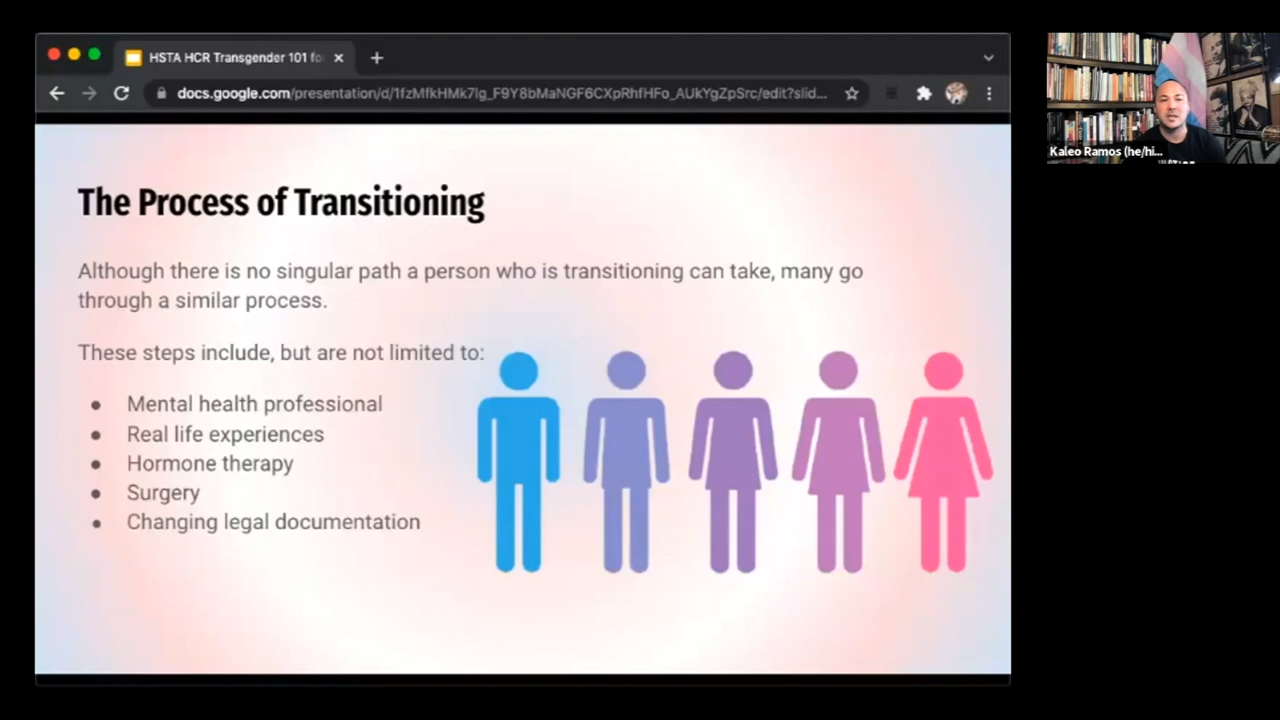 HSTA HCR Transgender 101 fo
docs.google.com/presentation/d/1fzMfkHMk7lg_F9Y8bMaNGF6CXpRhfHFo_AUkYgZpSrc/edit?slid...
Kaleo Ramos (he/hi...
The Process of Transitioning
Although there is no singular path a person who is transitioning can take, many go
through a similar process.
These steps include, but are not limited to:
● Mental health professional
● Real life experiences
● Hormone therapy
● Surgery
● Changing legal documentation